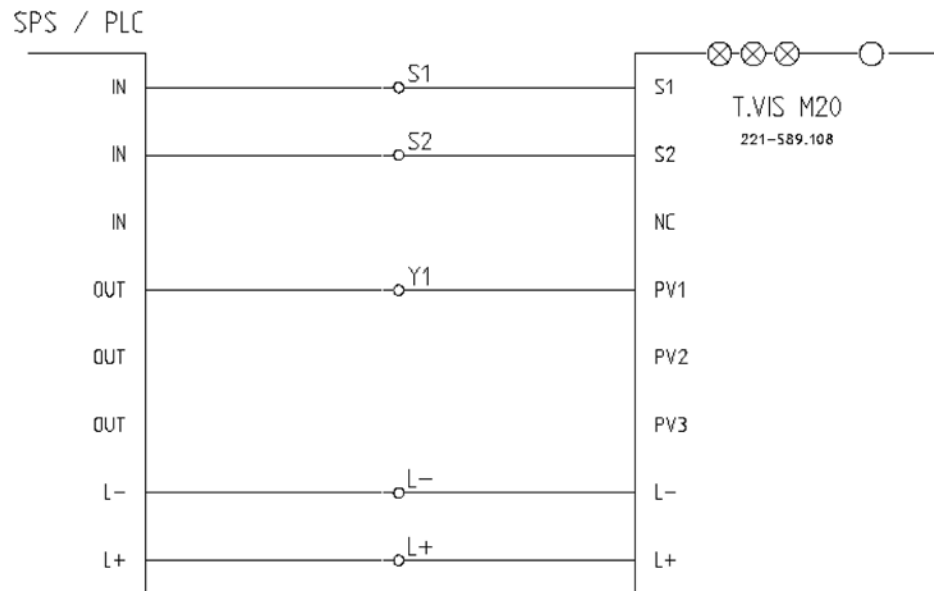 SPS / PLC
IN S1 S1
T.VIS M20
221-589.108
IN S2 S2
IN NC
OUT Y1 PV1
OUT PV2
OUT PV3
L- L- L-
L+ L+ L+